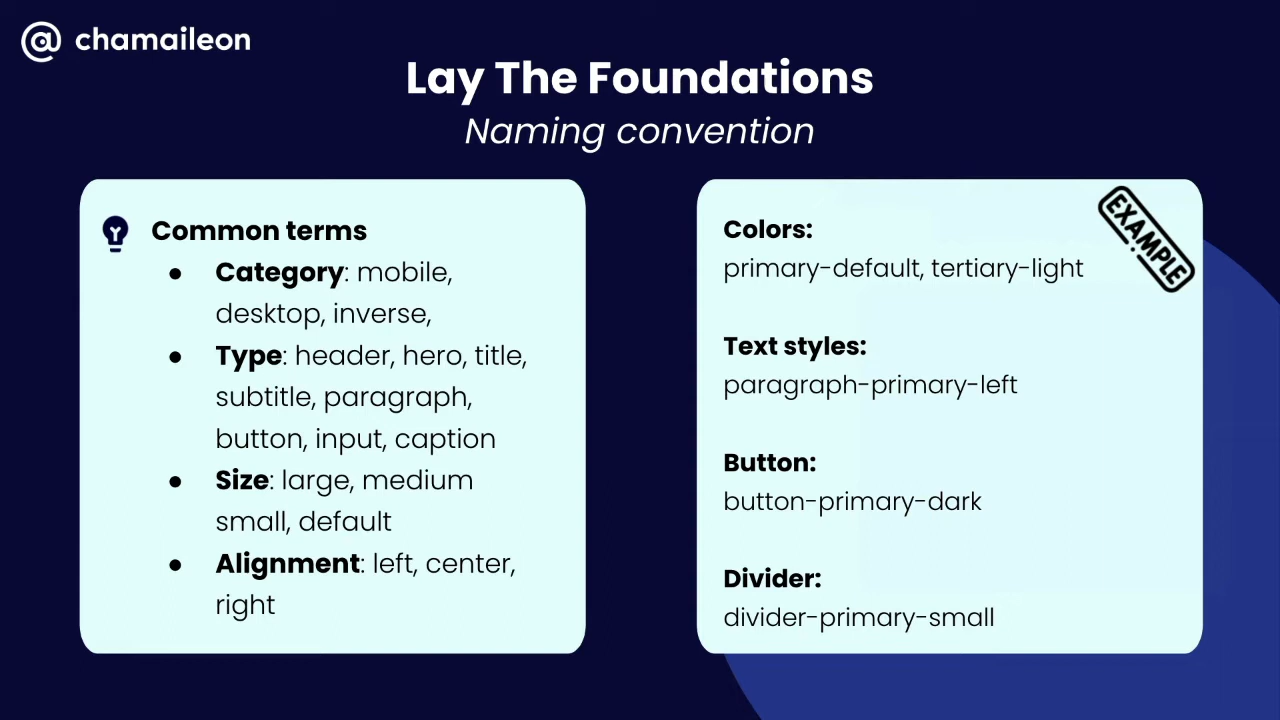 @ chamaileon
Lay The Foundations
Naming convention
Common terms
● Category: mobile,
desktop, inverse,
● Type: header, hero, title,
subtitle, paragraph,
button, input, caption
● Size: large, medium
small, default
● Alignment: left, center,
right
EXAMPLE
Colors:
primary-default, tertiary-light
Text styles:
paragraph-primary-left
Button:
button-primary-dark
Divider:
divider-primary-small